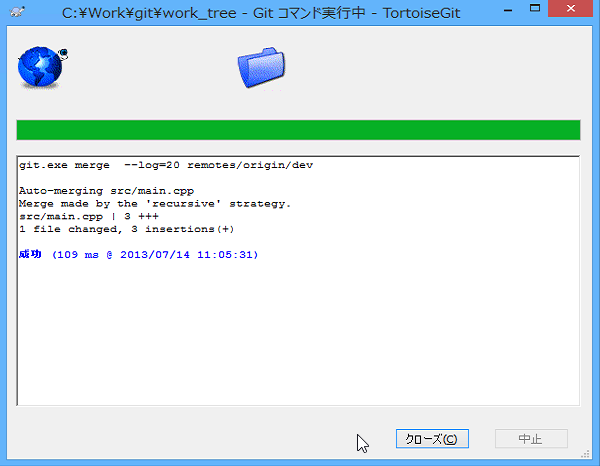 C:¥Work¥git¥work_tree - Git コマンド実行中 - TortoiseGit
git.exe merge  --log=20 remotes/origin/dev
Auto-merging src/main.cpp
Merge made by the 'recursive' strategy.
src/main.cpp | 3 +++
1 file changed, 3 insertions(+)
成功 (109 ms @ 2013/07/14 11:05:31)
クローズ(C) 中止